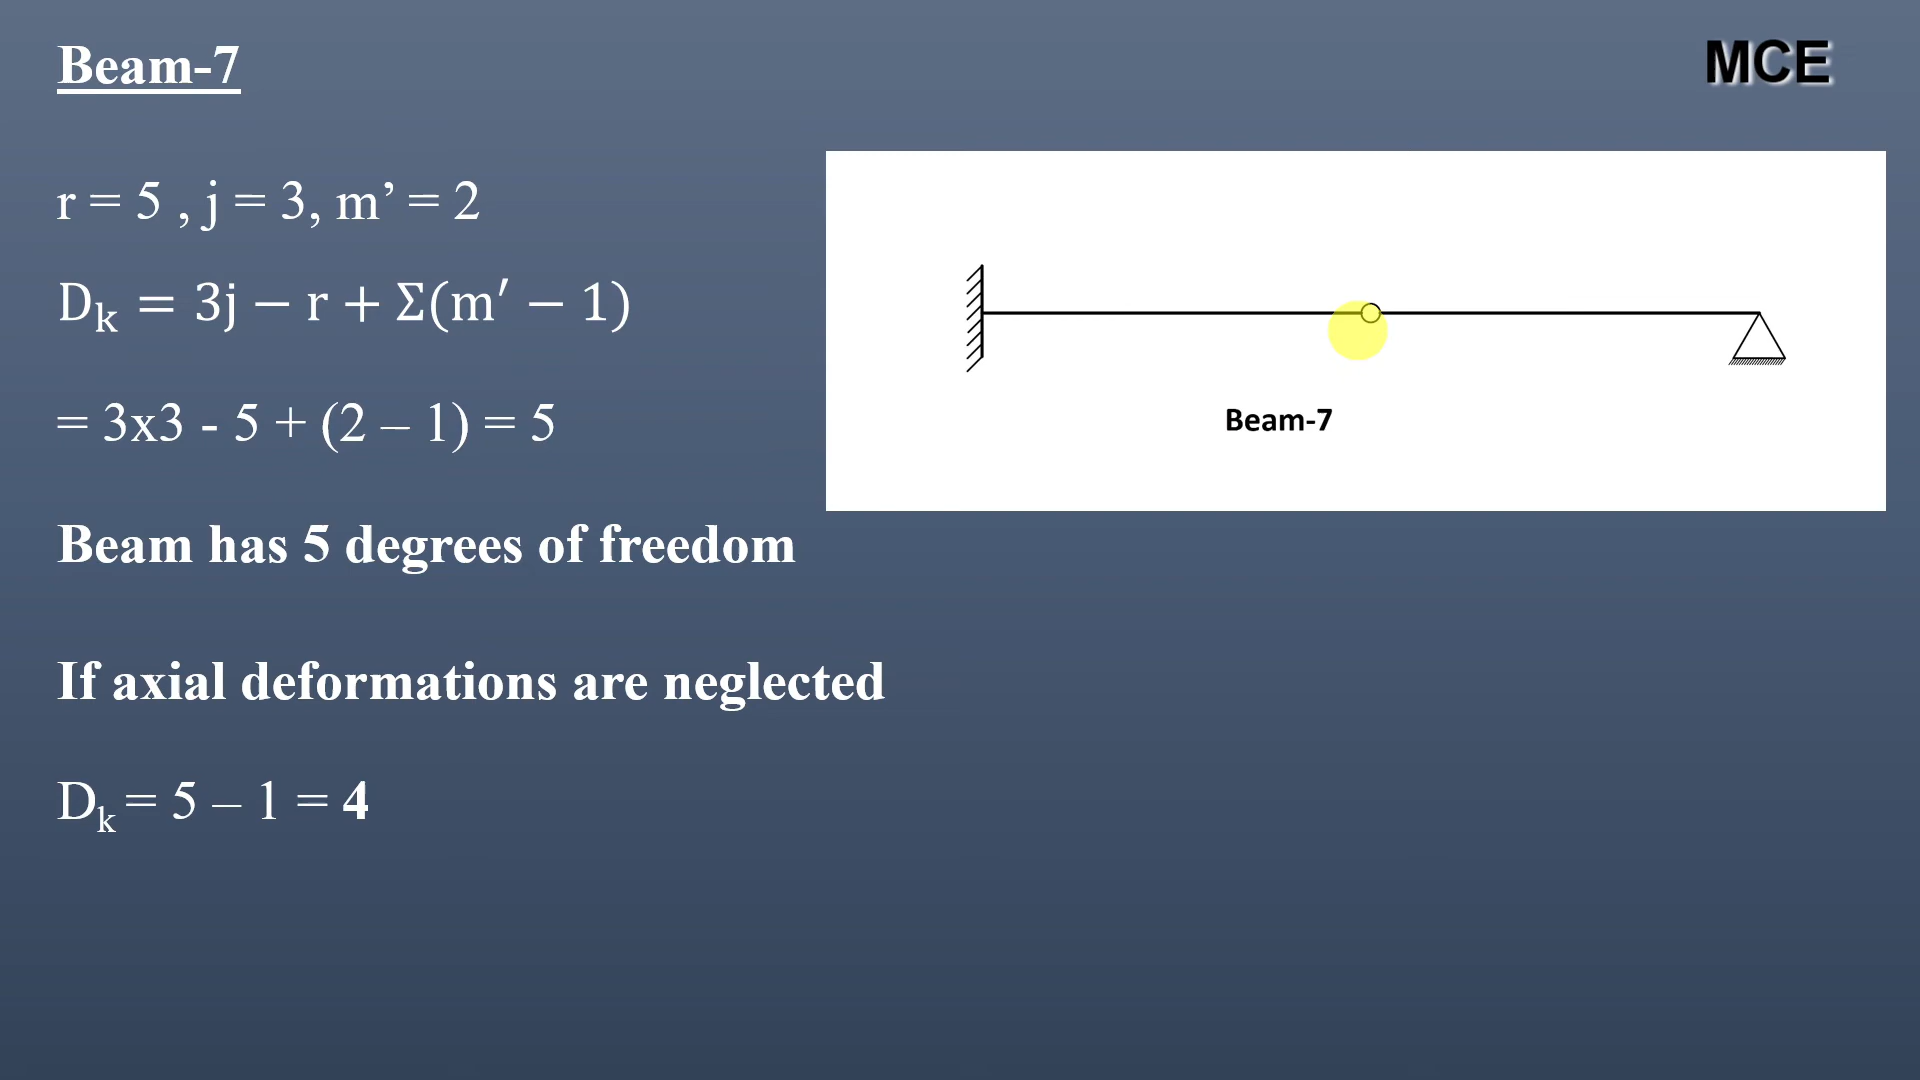 Beam-7
MCE
r = 5 , j = 3, m’ = 2
Dₖ = 3j − r + Σ(m′ − 1)
= 3x3 - 5 + (2 – 1) = 5
Beam-7
Beam has 5 degrees of freedom
If axial deformations are neglected
Dₖ = 5 – 1 = 4